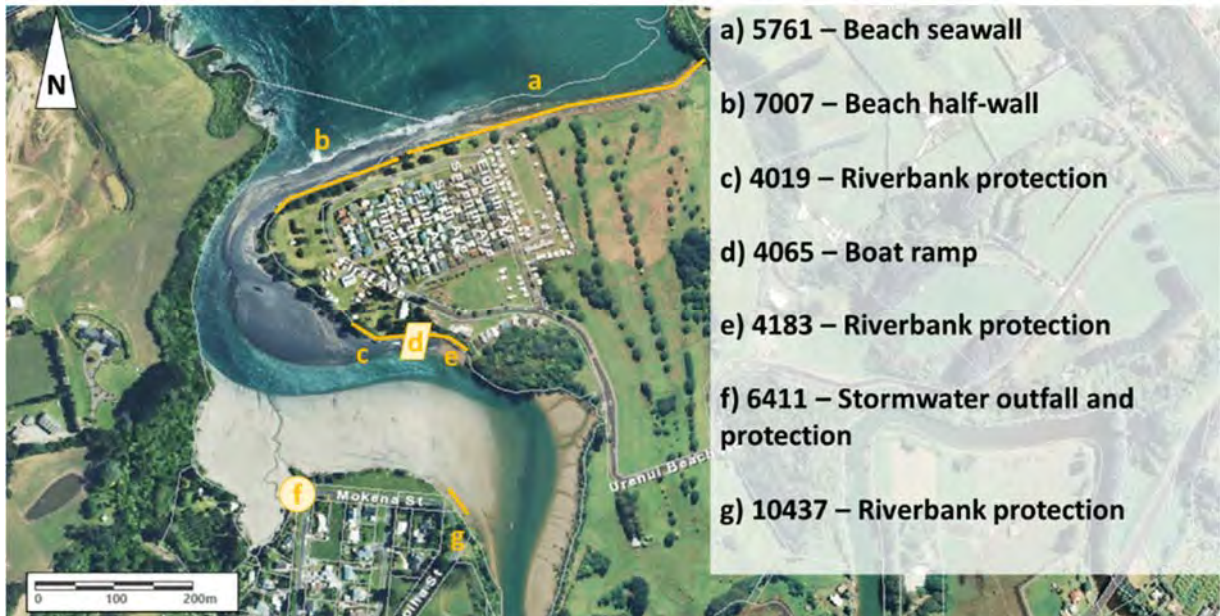 N
a
b
c
d
e
f
g
Mokena St
Urenui Beach
0 100 200m
a) 5761 – Beach seawall
b) 7007 – Beach half-wall
c) 4019 – Riverbank protection
d) 4065 – Boat ramp
e) 4183 – Riverbank protection
f) 6411 – Stormwater outfall and
protection
g) 10437 – Riverbank protection